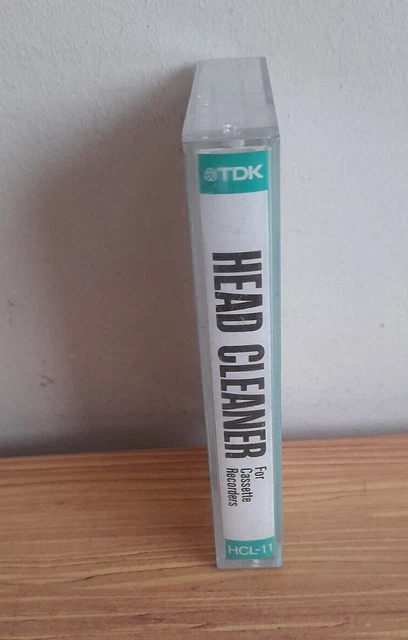 TDK
HEAD CLEANER
For
Cassette
Recorders
HCL-11